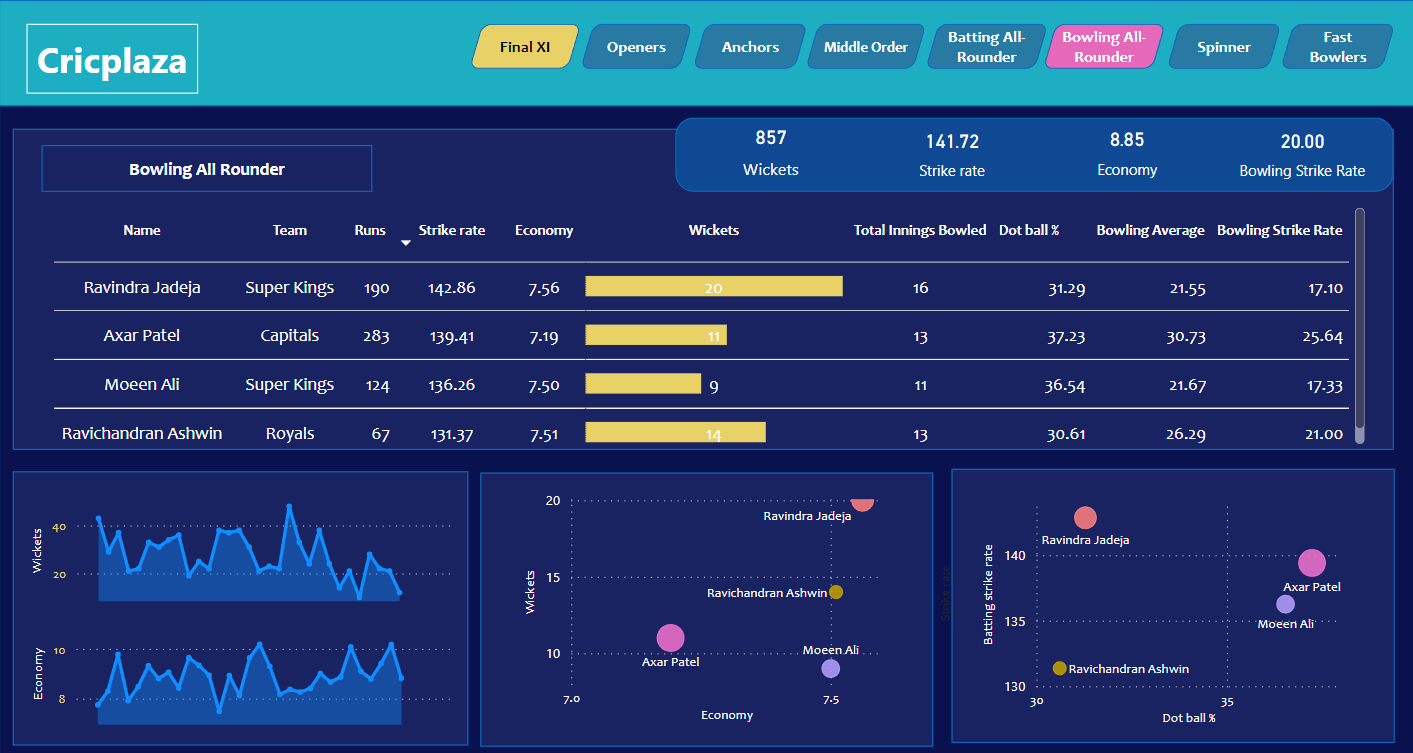 Cricplaza
Final XI
Openers
Anchors
Middle Order
Batting All-
Rounder
Bowling All-
Rounder
Spinner
Fast
Bowlers
Bowling All Rounder
857
Wickets
141.72
Strike rate
8.85
Economy
20.00
Bowling Strike Rate
Name Team Runs Strike rate Economy Wickets Total Innings Bowled Dot ball % Bowling Average Bowling Strike Rate
Ravindra Jadeja Super Kings 190 142.86 7.56 20 16 31.29 21.55 17.10
Axar Patel Capitals 283 139.41 7.19 11 13 37.23 30.73 25.64
Moeen Ali Super Kings 124 136.26 7.50 9 11 36.54 21.67 17.33
Ravichandran Ashwin Royals 67 131.37 7.51 14 13 30.61 26.29 21.00
Wickets
40
20
Economy
10
8
Wickets
20
15
10
Ravindra Jadeja
Ravichandran Ashwin
Moeen Ali
Axar Patel
7.0 7.5
Economy
Strike rate
Batting strike rate
140
135
130
Ravindra Jadeja
Axar Patel
Moeen Ali
Ravichandran Ashwin
30 35
Dot ball %